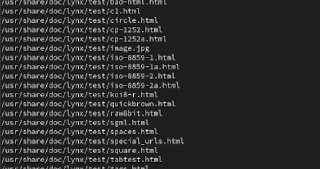 /usr/share/doc/lynx/test/bad-html.html
/usr/share/doc/lynx/test/c1.html
/usr/share/doc/lynx/test/circle.html
/usr/share/doc/lynx/test/cp-1252.html
/usr/share/doc/lynx/test/cp-1252a.html
/usr/share/doc/lynx/test/image.jpg
/usr/share/doc/lynx/test/iso-8859-1.html
/usr/share/doc/lynx/test/iso-8859-1a.html
/usr/share/doc/lynx/test/iso-8859-2.html
/usr/share/doc/lynx/test/iso-8859-2a.html
/usr/share/doc/lynx/test/koi8-r.html
/usr/share/doc/lynx/test/quickbrown.html
/usr/share/doc/lynx/test/raw8bit.html
/usr/share/doc/lynx/test/sgml.html
/usr/share/doc/lynx/test/spaces.html
/usr/share/doc/lynx/test/special_urls.html
/usr/share/doc/lynx/test/square.html
/usr/share/doc/lynx/test/tabtest.html
/usr/share/doc/lynx/test/tags.html